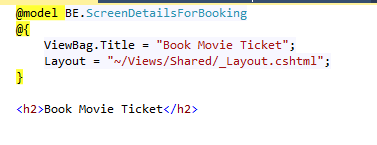 @model BE.ScreenDetailsForBooking
@{
ViewBag.Title = "Book Movie Ticket";
Layout = "~/Views/Shared/_Layout.cshtml";
}
<h2>Book Movie Ticket</h2>